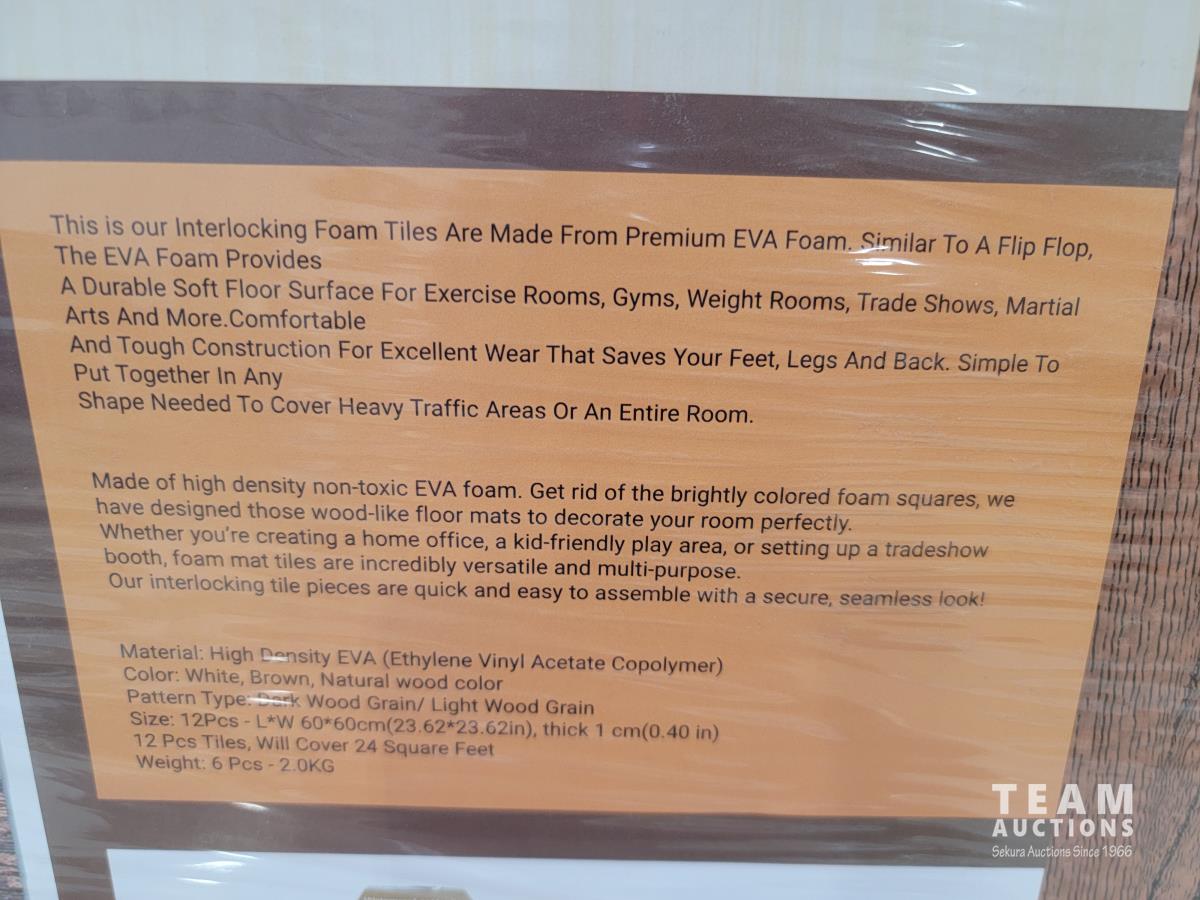 This is our Interlocking Foam Tiles Are Made From Premium EVA Foam. Similar To A Flip Flop,
The EVA Foam Provides
A Durable Soft Floor Surface For Exercise Rooms, Gyms, Weight Rooms, Trade Shows, Martial
Arts And More.Comfortable
And Tough Construction For Excellent Wear That Saves Your Feet, Legs And Back. Simple To
Put Together In Any
Shape Needed To Cover Heavy Traffic Areas Or An Entire Room.
Made of high density non-toxic EVA foam. Get rid of the brightly colored foam squares, we
have designed those wood-like floor mats to decorate your room perfectly.
Whether you're creating a home office, a kid-friendly play area, or setting up a tradeshow
booth, foam mat tiles are incredibly versatile and multi-purpose.
Our interlocking tile pieces are quick and easy to assemble with a secure, seamless look!
Material: High Density EVA (Ethylene Vinyl Acetate Copolymer)
Color: White, Brown, Natural wood color
Pattern Type: Dark Wood Grain/ Light Wood Grain
Size: 12Pcs - L*W 60*60cm(23.62*23.62in), thick 1 cm(0.40 in)
12 Pcs Tiles, Will Cover 24 Square Feet
Weight: 6 Pcs - 2.0KG
TEAM
AUCTIONS
Sekura Auctions Since 1966